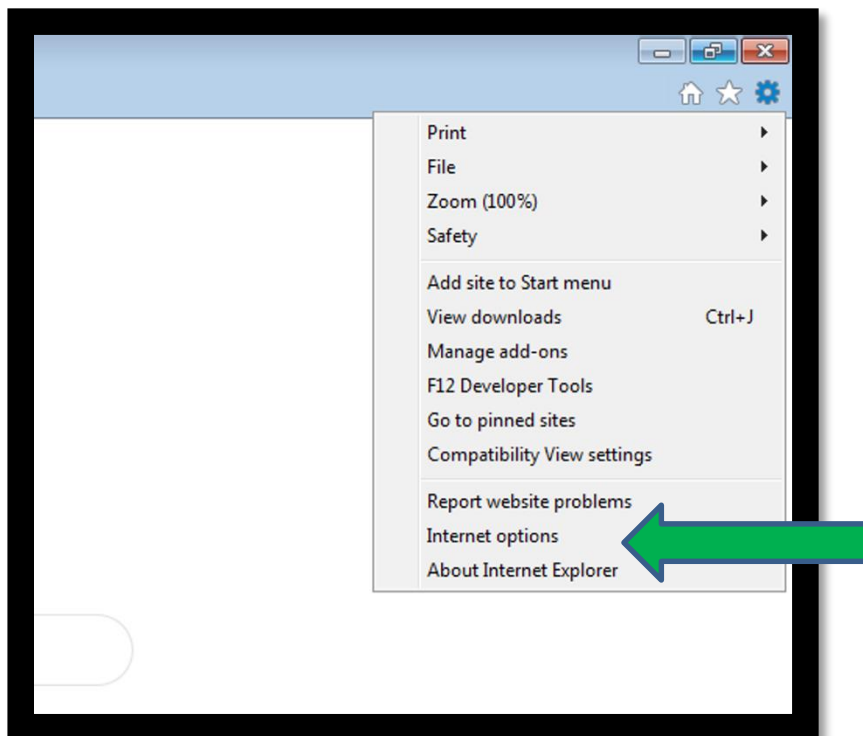 Print
File
Zoom (100%)
Safety
Add site to Start menu
View downloads Ctrl+J
Manage add-ons
F12 Developer Tools
Go to pinned sites
Compatibility View settings
Report website problems
Internet options
About Internet Explorer